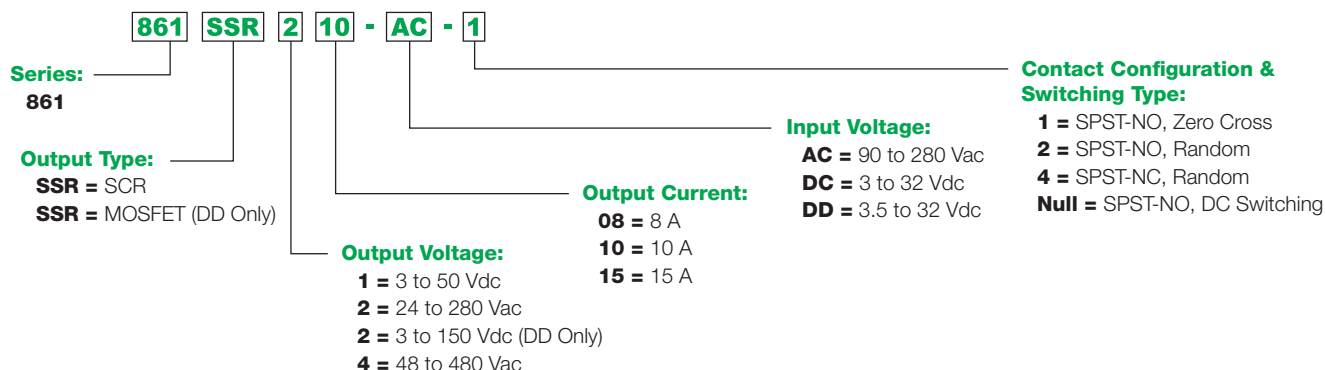 861 SSR 2 10 - AC - 1
Series:
861
Output Type:
SSR = SCR
SSR = MOSFET (DD Only)
Output Voltage:
1 = 3 to 50 Vdc
2 = 24 to 280 Vac
2 = 3 to 150 Vdc (DD Only)
4 = 48 to 480 Vac
Output Current:
08 = 8 A
10 = 10 A
15 = 15 A
Input Voltage:
AC = 90 to 280 Vac
DC = 3 to 32 Vdc
DD = 3.5 to 32 Vdc
Contact Configuration &
Switching Type:
1 = SPST-NO, Zero Cross
2 = SPST-NO, Random
4 = SPST-NC, Random
Null = SPST-NO, DC Switching